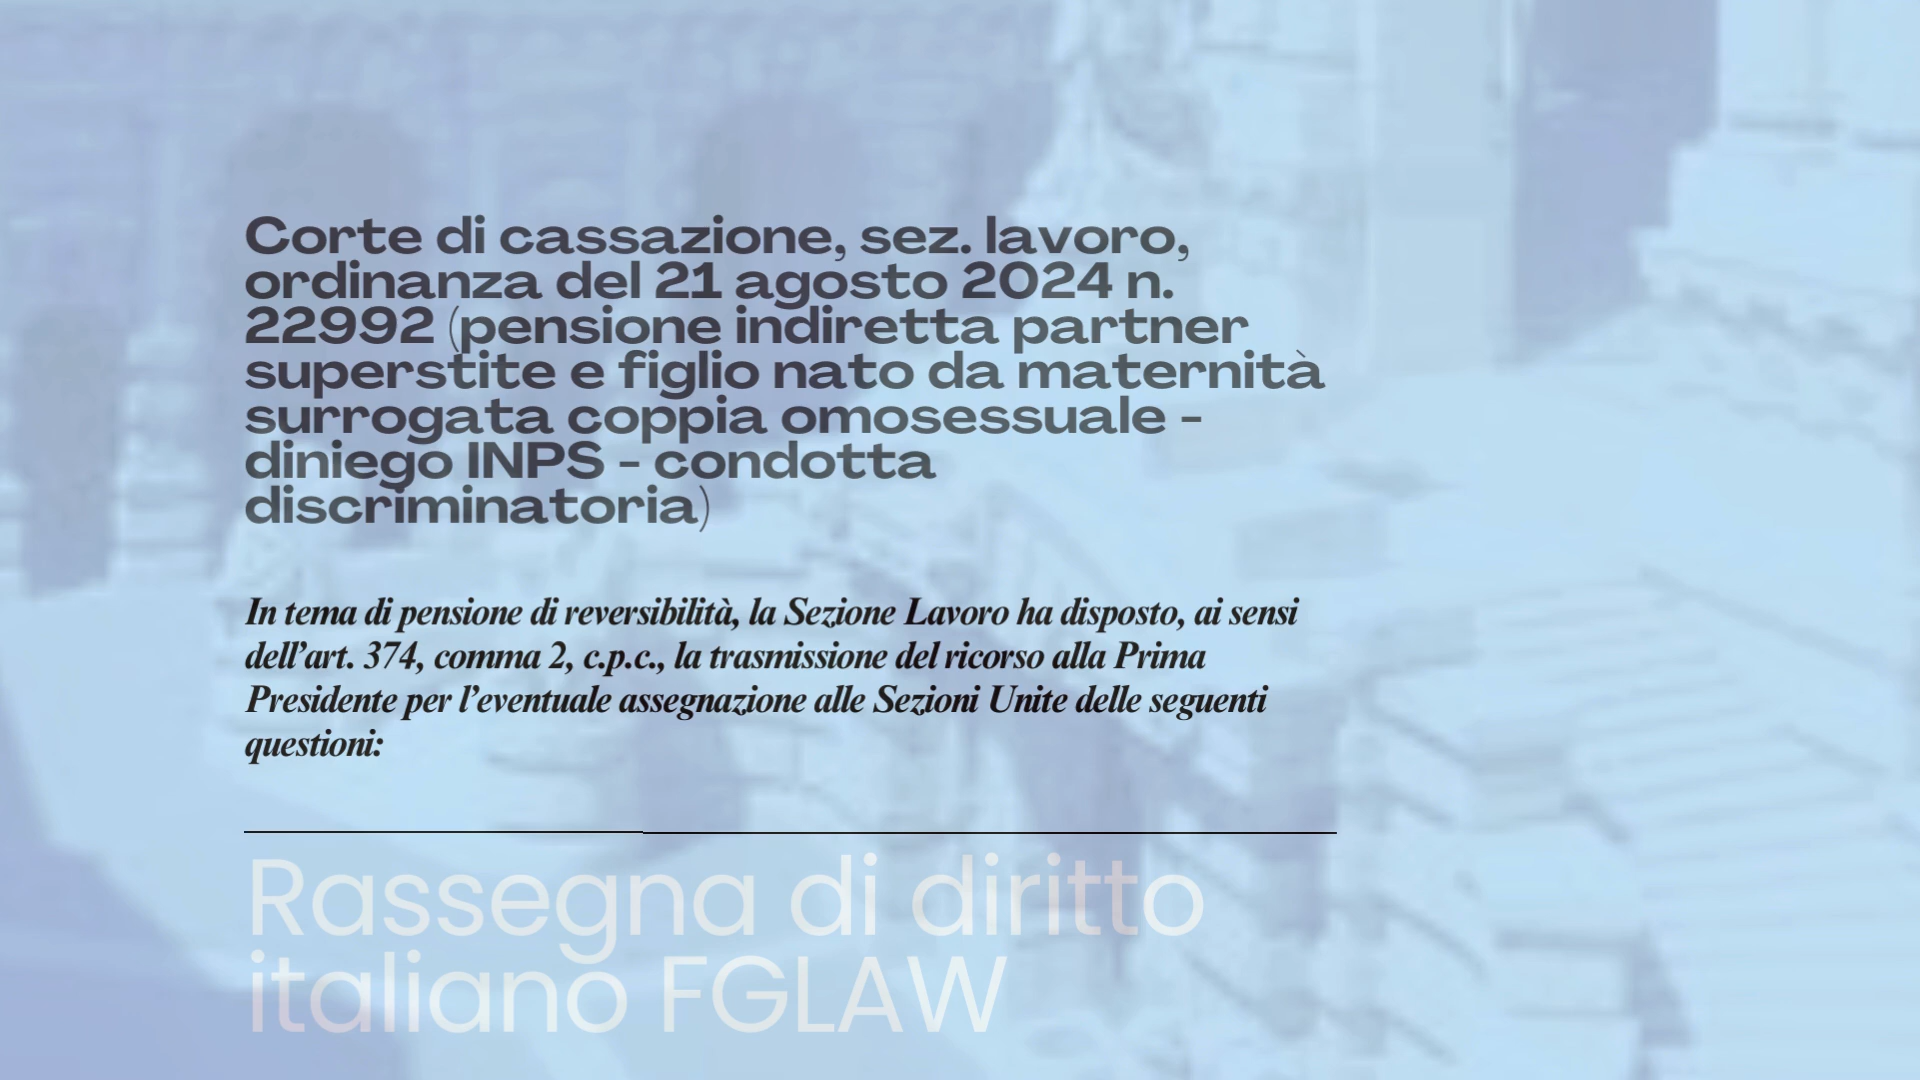 Corte di cassazione, sez. lavoro,
ordinanza del 21 agosto 2024 n.
22992 (pensione indiretta partner
superstite e figlio nato da maternità
surrogata coppia omosessuale -
diniego INPS - condotta
discriminatoria)
In tema di pensione di reversibilità, la Sezione Lavoro ha disposto, ai sensi
dell’art. 374, comma 2, c.p.c., la trasmissione del ricorso alla Prima
Presidente per l’eventuale assegnazione alle Sezioni Unite delle seguenti
questioni:
Rassegna di diritto
italiano FGLAW